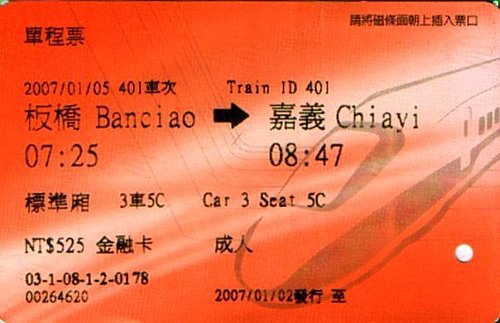 請將磁條面朝上插入票口
單程票
2007/01/05 401車次 Train ID 401
板橋 Banciao ➡ 嘉義 Chiayi
07:25 08:47
標準廂 3車5C Car 3 Seat 5C
NT$525 金融卡 成人
03-1-08-1-2-0178
00264620 2007/01/02發行 至